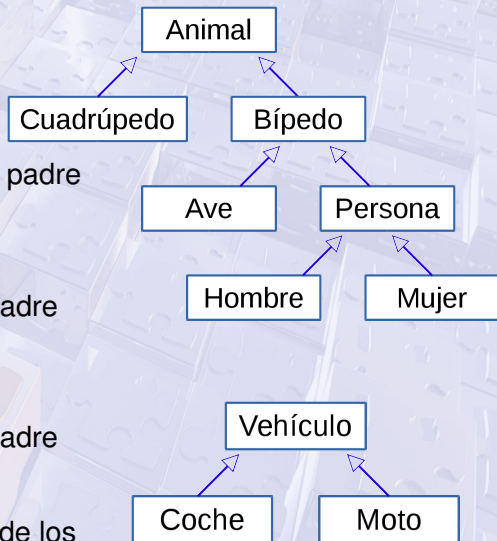 Animal
Cuadrúpedo Bípedo
padre
Ave Persona
Hombre Mujer
adre
Vehículo
adre
Coche Moto
de los